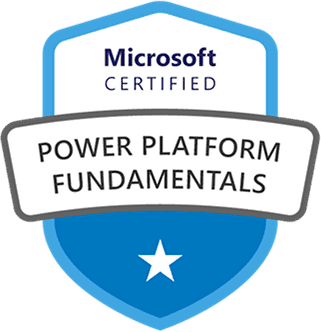 Microsoft
CERTIFIED
POWER PLATFORM
FUNDAMENTALS